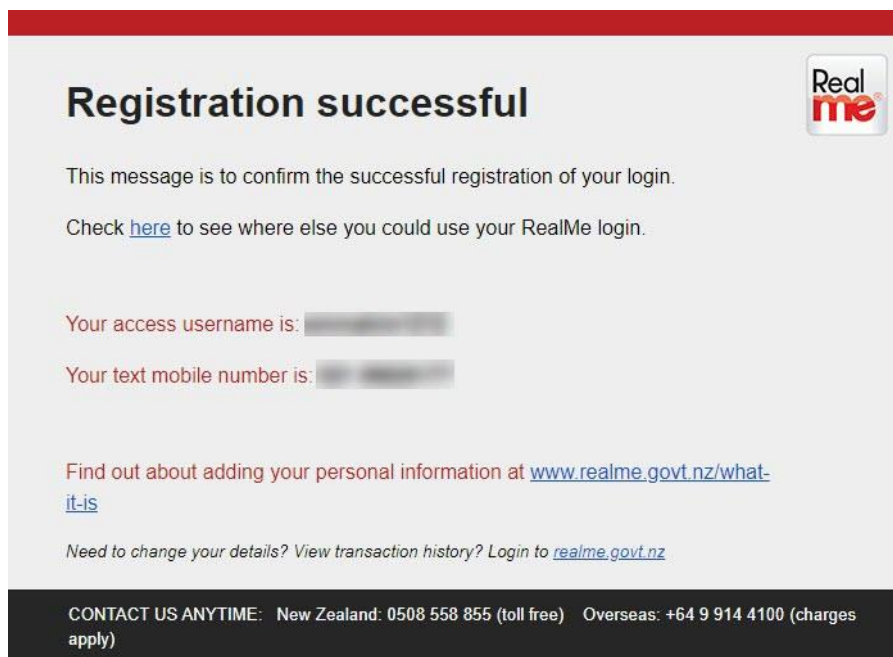 Real
me®
Registration successful
This message is to confirm the successful registration of your login.
Check here to see where else you could use your RealMe login.
Your access username is:
Your text mobile number is:
Find out about adding your personal information at www.realme.govt.nz/what-
it-is
Need to change your details? View transaction history? Login to realme.govt.nz
CONTACT US ANYTIME: New Zealand: 0508 558 855 (toll free) Overseas: +64 9 914 4100 (charges
apply)